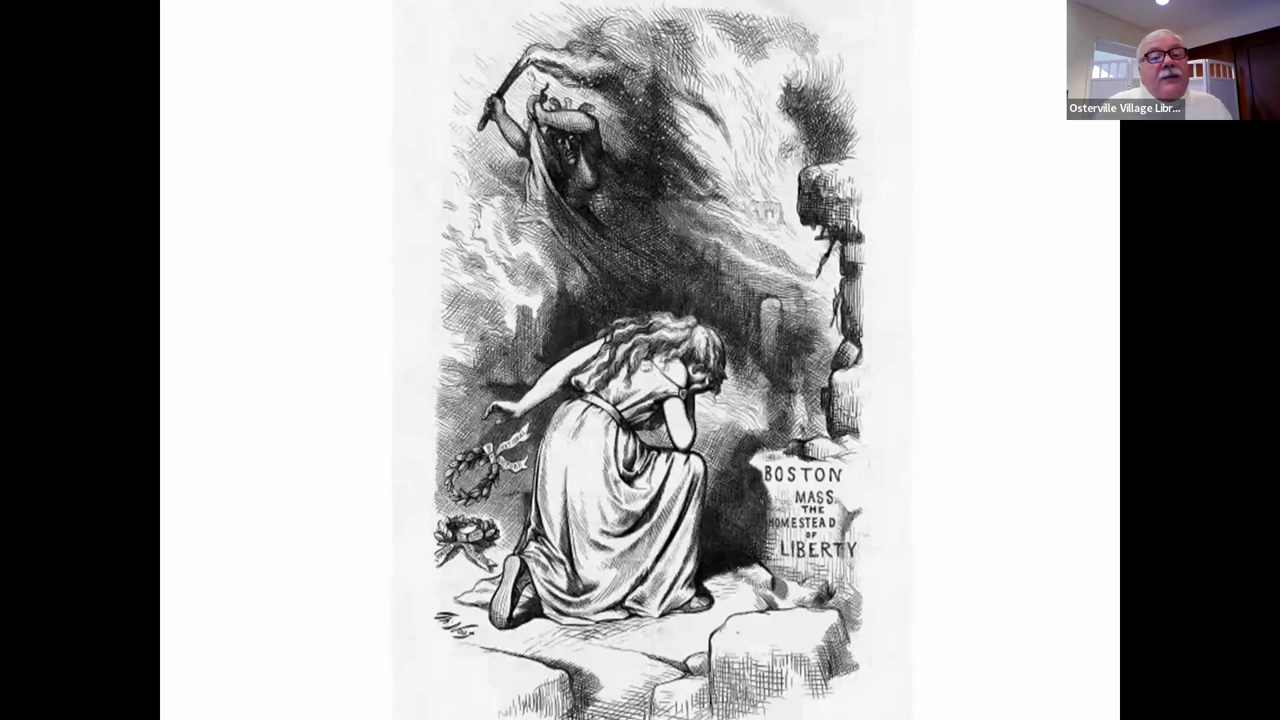 Osterville Village Libr...
BOSTON
MASS.
THE
HOMESTEAD
OF
LIBERTY